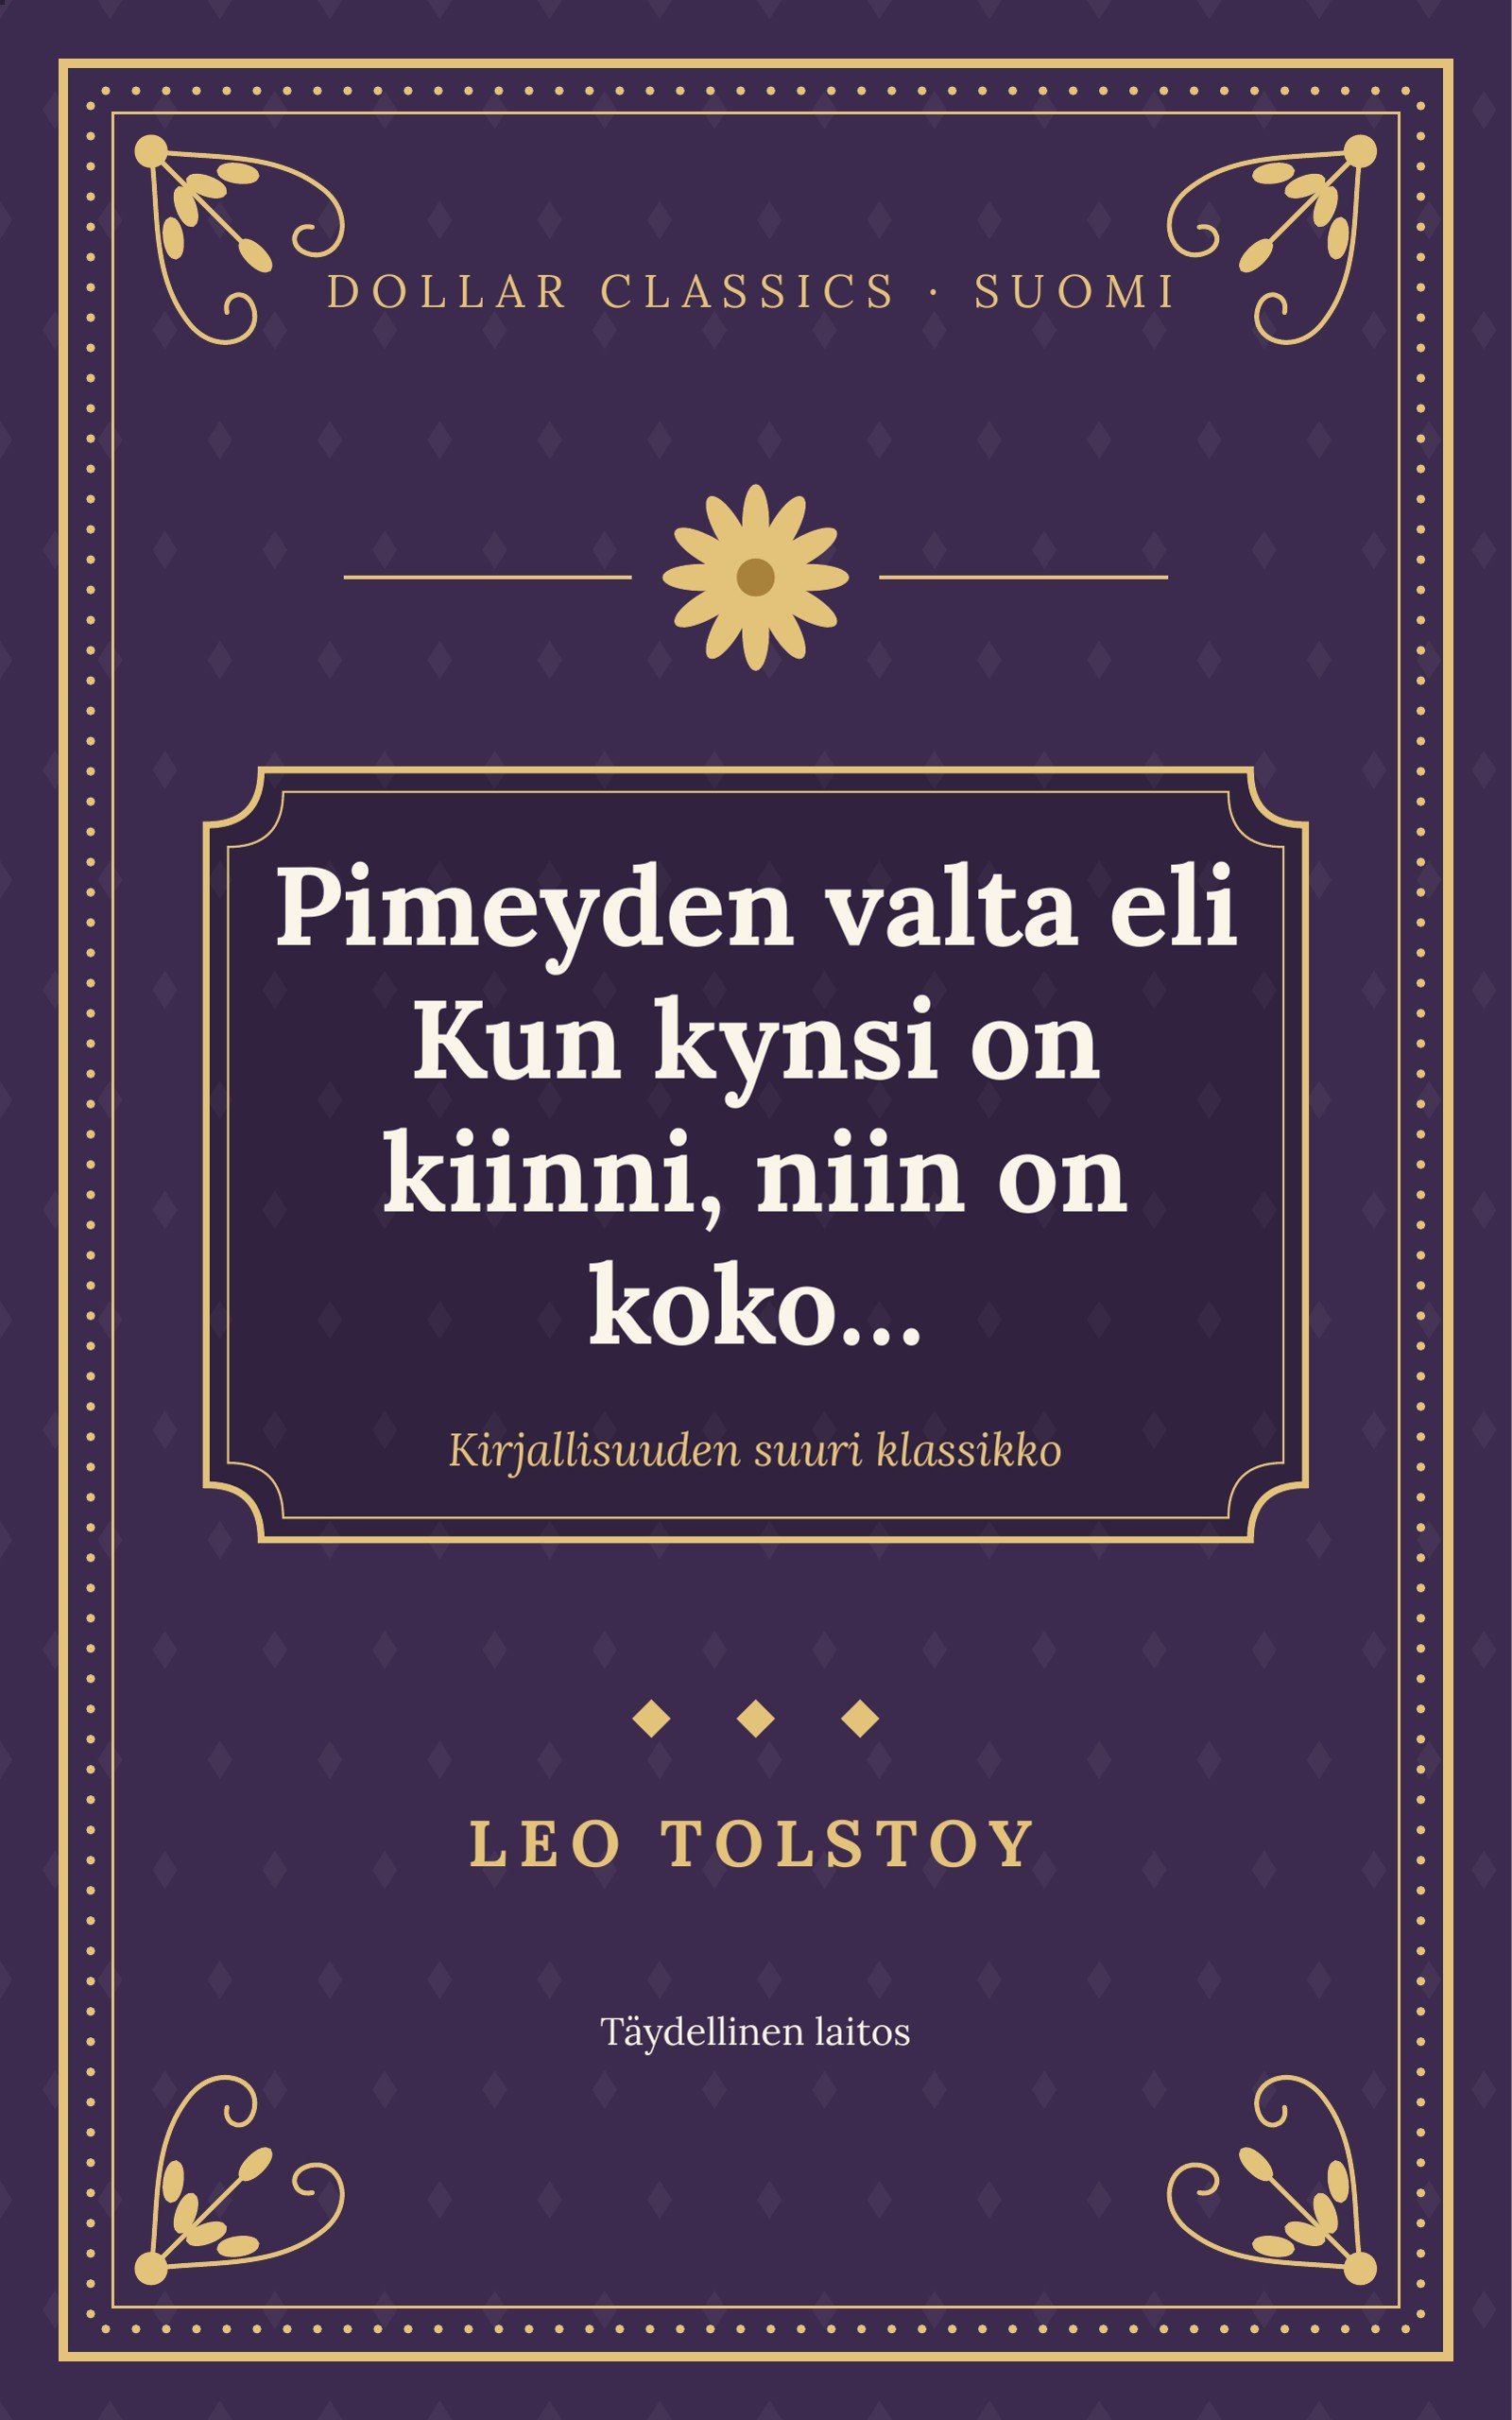 DOLLAR CLASSICS · SUOMI
Pimeyden valta eli
Kun kynsi on
kiinni, niin on
koko...
Kirjallisuuden suuri klassikko
LEO TOLSTOY
Täydellinen laitos